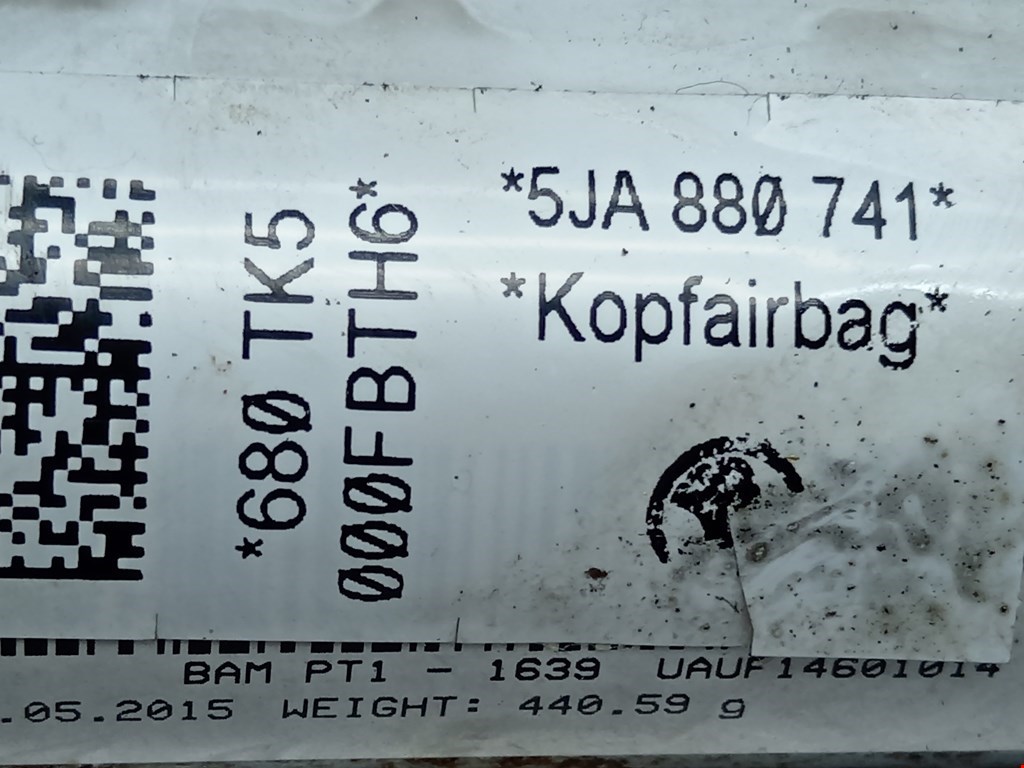 *680 TK5
000FBTH6*
*5JA 880 741*
*Kopfairbag*
BAM PT1 - 1639 UAUF14601014
.05.2015 WEIGHT: 440.59 g